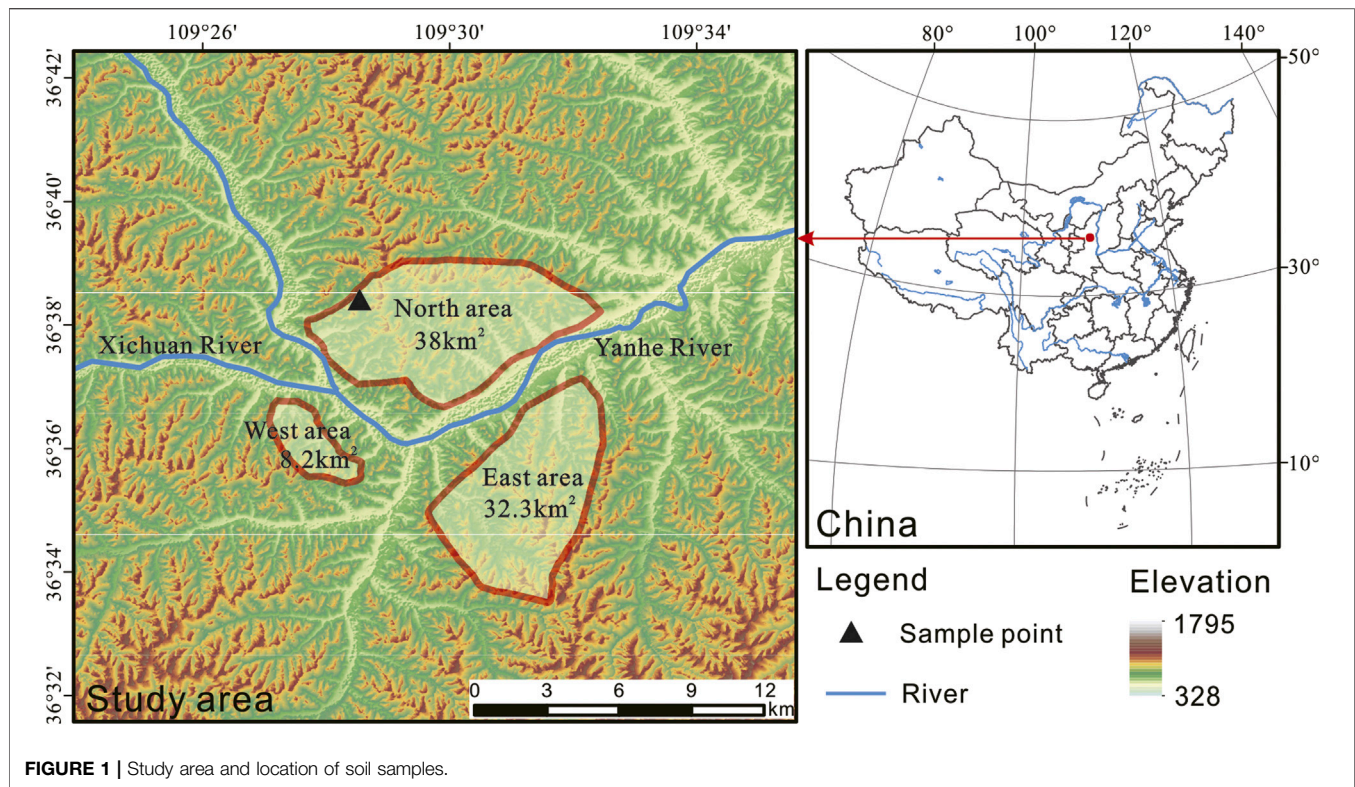 109°26'
109°30'
109°34'
36°42'
36°40'
36°38'
36°36'
36°34'
36°32'
North area
38km²
Xichuan River
Yanhe River
West area
8.2km²
East area
32.3km²
Study area
0 3 6 9 12
km
80° 100° 120° 140°
50°
30°
10°
China
Legend
Sample point
River
Elevation
1795
328
FIGURE 1 | Study area and location of soil samples.